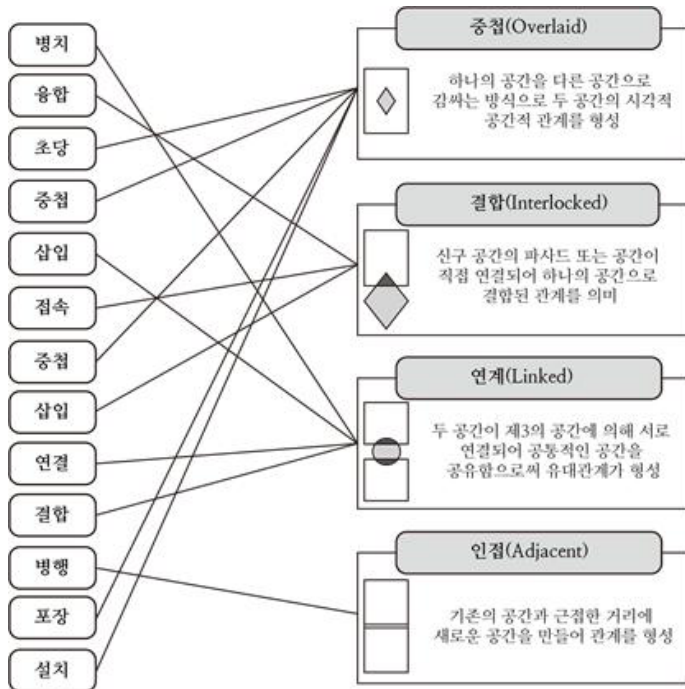 병치
융합
초당
중첩
삽입
접속
중첩
삽입
연결
결합
병행
포장
설치
중첩(Overlaid)
하나의 공간을 다른 공간으로
감싸는 방식으로 두 공간의 시각적
공간적 관계를 형성
결합(Interlocked)
신구 공간의 파사드 또는 공간이
직접 연결되어 하나의 공간으로
결합된 관계를 의미
연계(Linked)
두 공간이 제3의 공간에 의해 서로
연결되어 공통적인 공간을
공유함으로써 유대관계가 형성
인접(Adjacent)
기존의 공간과 근접한 거리에
새로운 공간을 만들어 관계를 형성